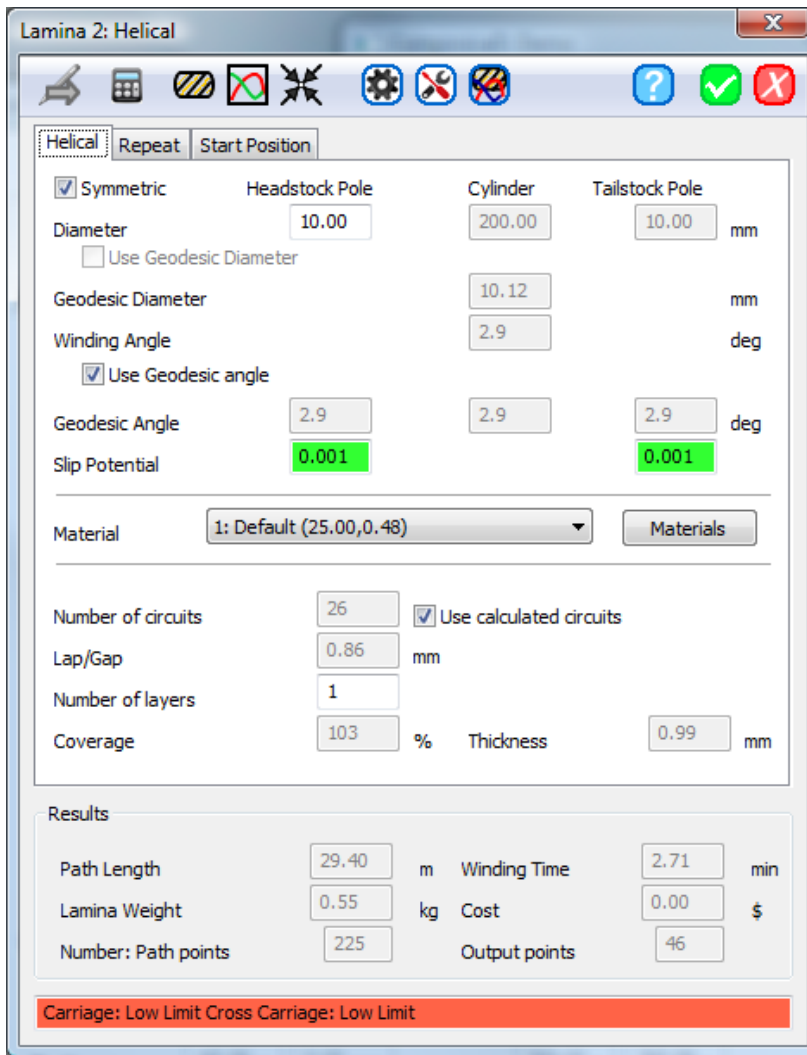 Lamina 2: Helical
Helical Repeat Start Position
Symmetric Headstock Pole Cylinder Tailstock Pole
Diameter 10.00 200.00 10.00 mm
Use Geodesic Diameter
Geodesic Diameter 10.12 mm
Winding Angle 2.9 deg
Use Geodesic angle
Geodesic Angle 2.9 2.9 2.9 deg
Slip Potential 0.001 0.001
Material 1: Default (25.00,0.48) Materials
Number of circuits 26 Use calculated circuits
Lap/Gap 0.86 mm
Number of layers 1
Coverage 103 % Thickness 0.99 mm
Results
Path Length 29.40 m Winding Time 2.71 min
Lamina Weight 0.55 kg Cost 0.00 $
Number: Path points 225 Output points 46
Carriage: Low Limit Cross Carriage: Low Limit